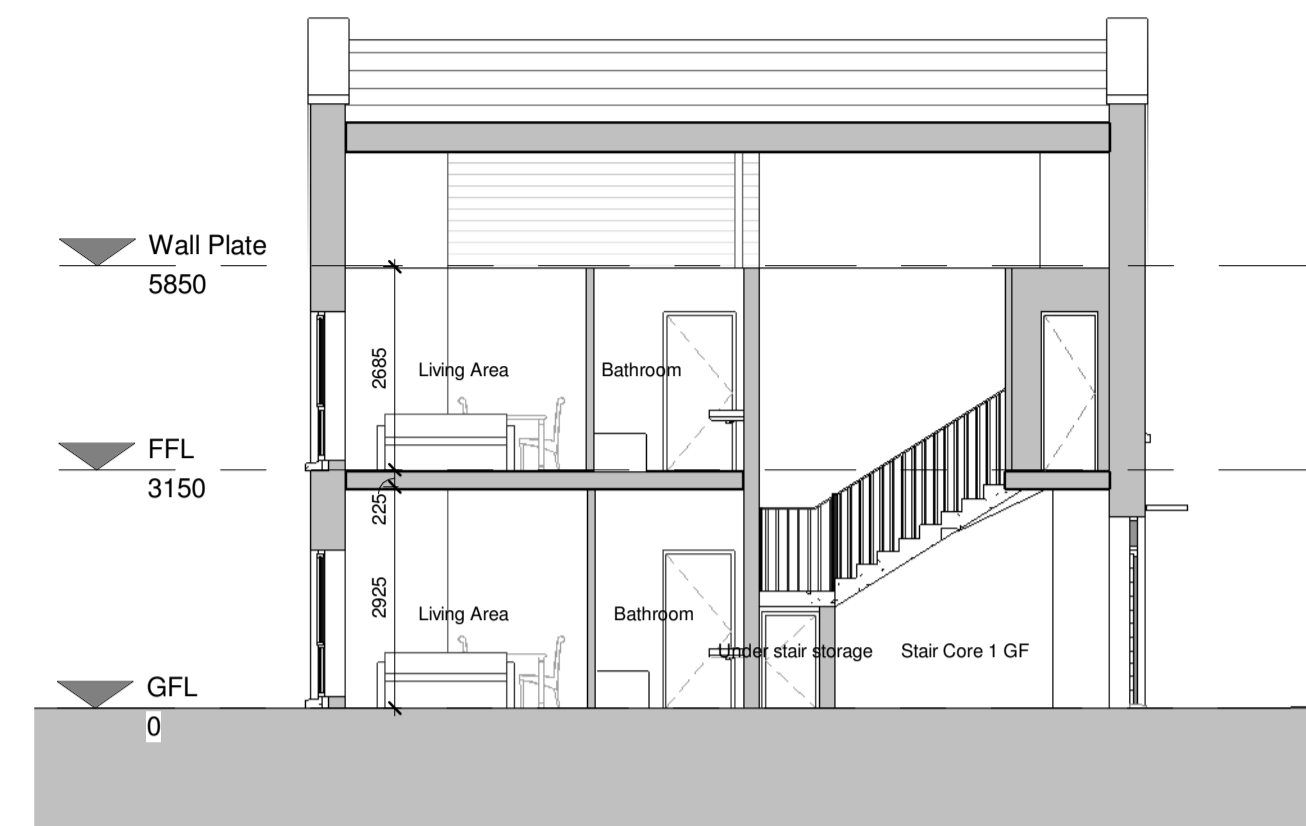 Wall Plate
5850
2685
Living Area
Bathroom
FFL
3150
225
2925
Living Area
Bathroom
Under stair storage
Stair Core 1 GF
GFL
0